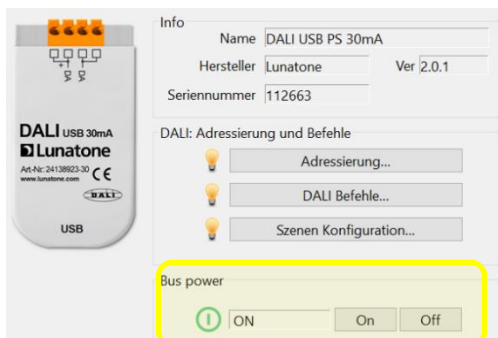 DALI USB 30mA
Lunatone
Art-Nr: 24138923-30
www.lunatone.com CE
DALI
USB
Info
Name DALI USB PS 30mA
Hersteller Lunatone Ver 2.0.1
Seriennummer 112663
DALI: Adressierung und Befehle
Adressierung...
DALI Befehle...
Szenen Konfiguration...
Bus power
ON On Off